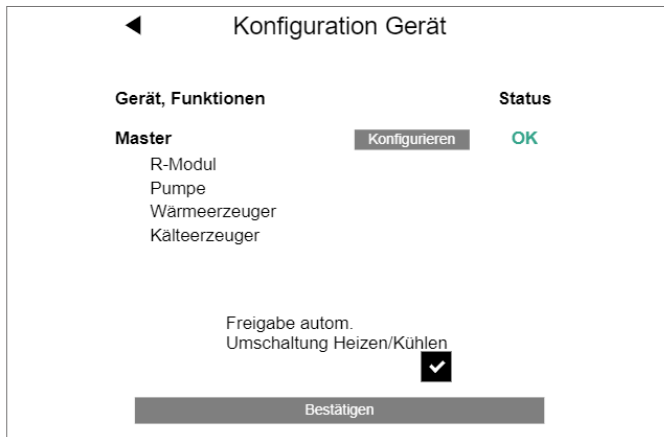 Konfiguration Gerät
Gerät, Funktionen Status
Master Konfigurieren OK
R-Modul
Pumpe
Wärmeerzeuger
Kälteerzeuger
Freigabe autom.
Umschaltung Heizen/Kühlen
Bestätigen